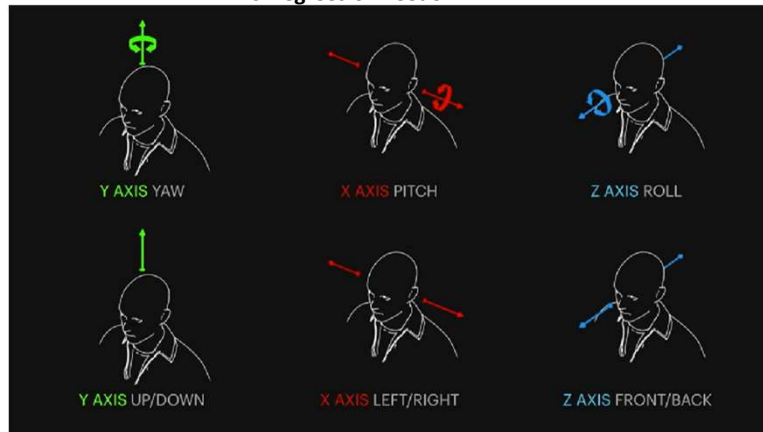 Y AXIS YAW
X AXIS PITCH
Z AXIS ROLL
Y AXIS UP/DOWN
X AXIS LEFT/RIGHT
Z AXIS FRONT/BACK